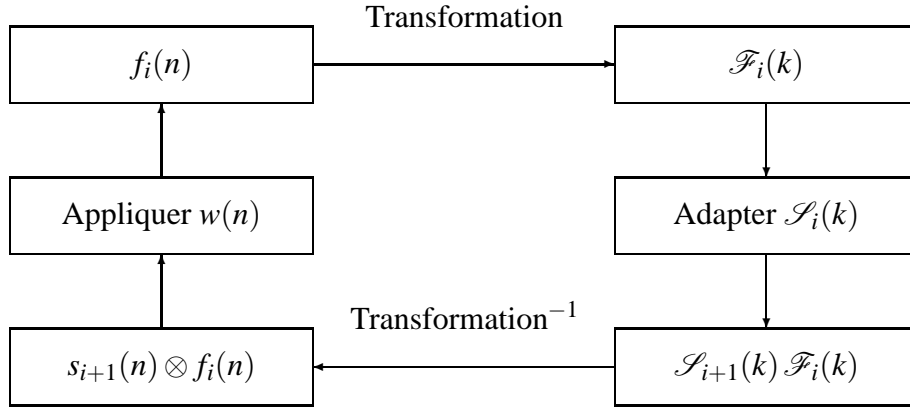 Transformation
f_i(n)
ℱ_i(k)
Appliquer w(n)
Adapter 𝒮_i(k)
Transformation⁻¹
s_{i+1}(n) ⊗ f_i(n)
𝒮_{i+1}(k) ℱ_i(k)